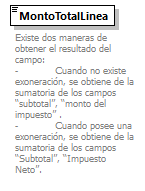 MontoTotalLinea
Existe dos maneras de
obtener el resultado del
campo:
- Cuando no existe
exoneración, se obtiene de la
sumatoria de los campos
“subtotal”, “monto del
impuesto” .
- Cuando posee una
exoneración, se obtiene de la
sumatoria de los campos
“Subtotal”, “Impuesto
Neto”.